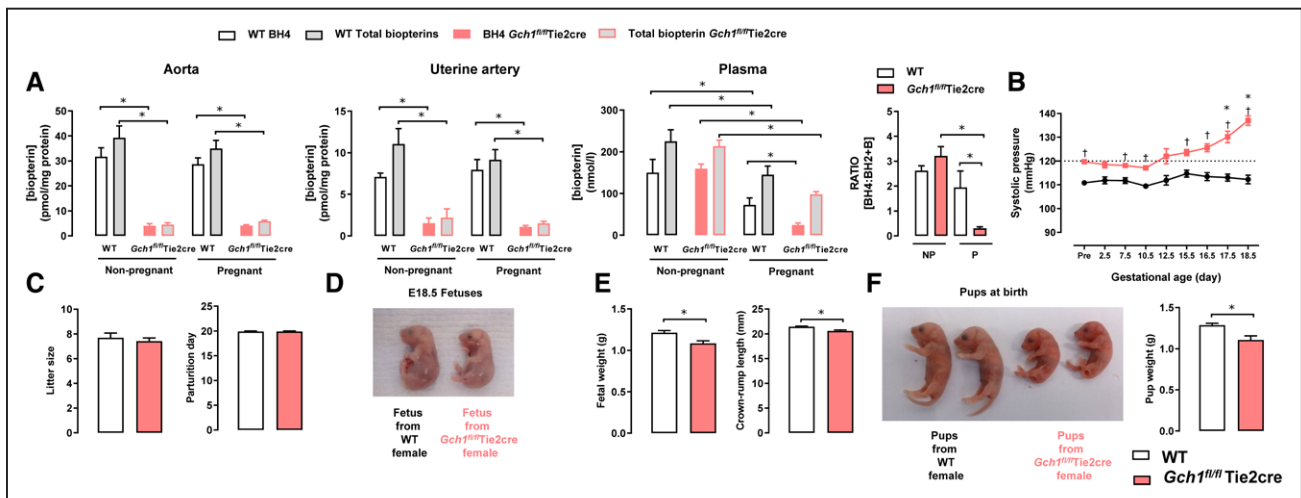 WT BH4 WT Total biopterins BH4 Gch1fl/flTie2cre Total biopterin Gch1fl/flTie2cre
A
Aorta
[biopterin]
(pmol/mg protein)
50
40
30
20
10
0
* * * *
WT Gch1fl/flTie2cre WT Gch1fl/flTie2cre
Non-pregnant Pregnant
Uterine artery
[biopterin]
(pmol/mg protein)
15
10
5
0
* * * *
WT Gch1fl/flTie2cre WT Gch1fl/flTie2cre
Non-pregnant Pregnant
Plasma
[biopterin]
(nmol/l)
300
200
100
0
* * * * *
WT Gch1fl/flTie2cre WT Gch1fl/flTie2cre
Non-pregnant Pregnant
WT
Gch1fl/flTie2cre
RATIO
[BH4:BH2+B]
5
4
3
2
1
0
* *
NP P
B
Systolic pressure
(mmHg)
140
130
120
110
100
90
† † † † † * † * †
Pre 2.5 7.5 10.5 12.5 15.5 16.5 17.5 18.5
Gestational age (day)
C
Litter size
10
8
6
4
2
0
Parturition day
25
20
15
10
5
0
D
E18.5 Fetuses
Fetus
from
WT
female
Fetus
from
Gch1fl/flTie2cre
female
E
Fetal weight (g)
1.5
1.0
0.5
0.0
*
Crown-rump length (mm)
25
20
15
10
5
0
*
F
Pups at birth
Pups
from
WT
female
Pups
from
Gch1fl/flTie2cre
female
Pup weight (g)
1.5
1.0
0.5
0.0
*
WT
Gch1fl/fl Tie2cre